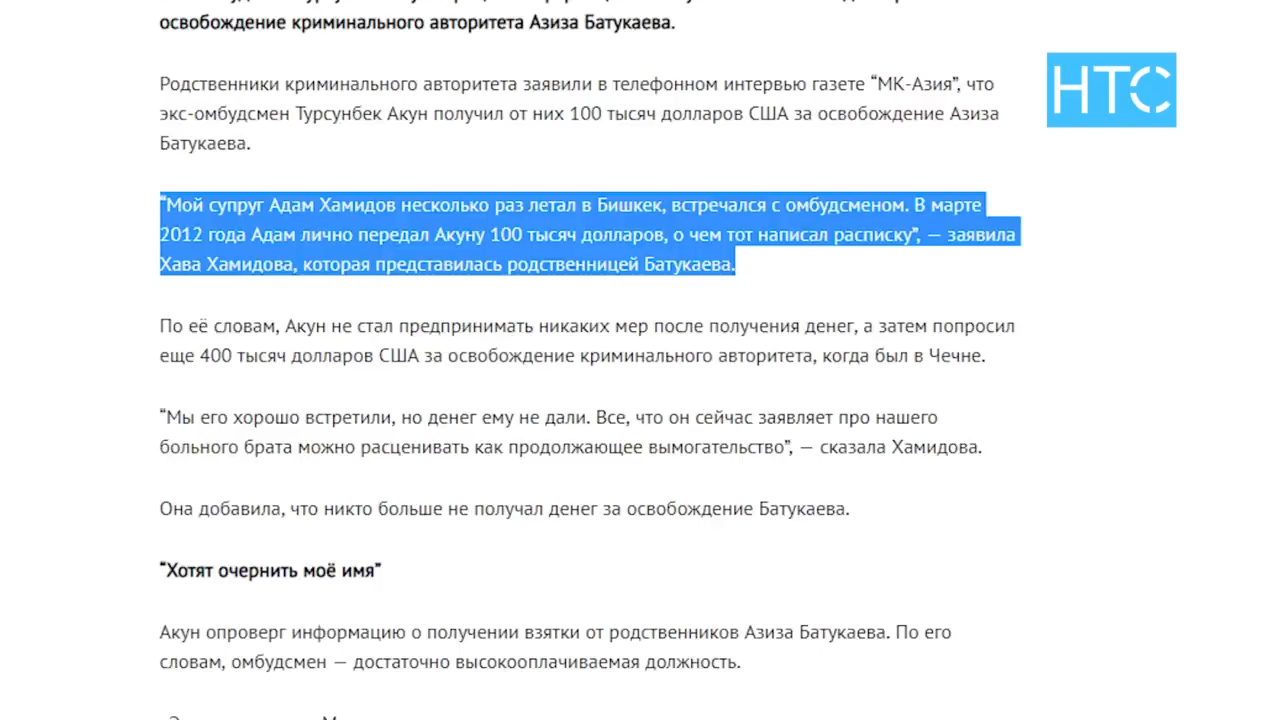 освобождение криминального авторитета Азиза Батукаева.
Родственники криминального авторитета заявили в телефонном интервью газете “МК-Азия”, что
экс-омбудсмен Турсунбек Акун получил от них 100 тысяч долларов США за освобождение Азиза
Батукаева.
НТС
“Мой супруг Адам Хамидов несколько раз летал в Бишкек, встречался с омбудсменом. В марте
2012 года Адам лично передал Акуну 100 тысяч долларов, о чем тот написал расписку”, — заявила
Хава Хамидова, которая представилась родственницей Батукаева.
По её словам, Акун не стал предпринимать никаких мер после получения денег, а затем попросил
еще 400 тысяч долларов США за освобождение криминального авторитета, когда был в Чечне.
“Мы его хорошо встретили, но денег ему не дали. Все, что он сейчас заявляет про нашего
больного брата можно расценивать как продолжающее вымогательство”, — сказала Хамидова.
Она добавила, что никто больше не получал денег за освобождение Батукаева.
“Хотят очернить моё имя”
Акун опроверг информацию о получении взятки от родственников Азиза Батукаева. По его
словам, омбудсмен — достаточно высокооплачиваемая должность.